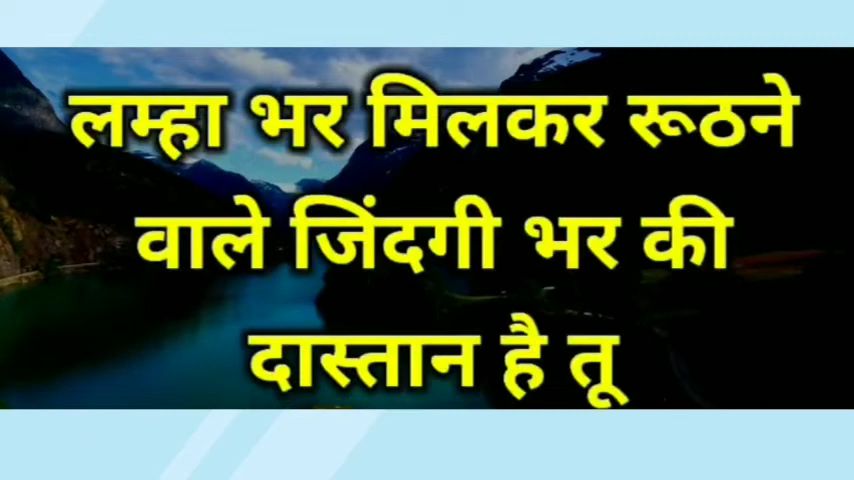 लम्हा भर मिलकर रूठने
वाले जिंदगी भर की
दास्तान है तू